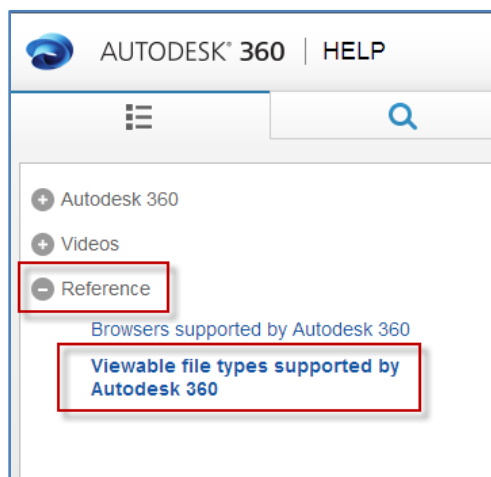 AUTODESK® 360 | HELP
Autodesk 360
Videos
Reference
Browsers supported by Autodesk 360
Viewable file types supported by
Autodesk 360